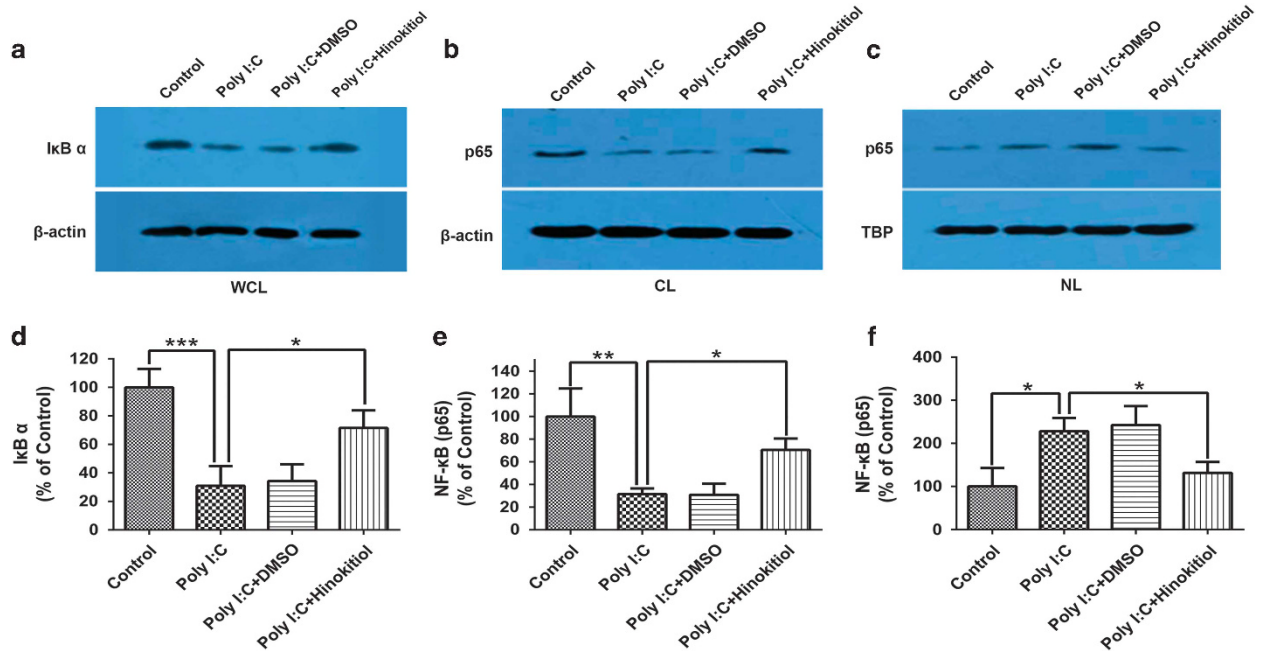 a
Control
Poly I:C
Poly I:C+DMSO
Poly I:C+Hinokitiol
IκB α
β-actin
WCL
b
Control
Poly I:C
Poly I:C+DMSO
Poly I:C+Hinokitiol
p65
β-actin
CL
c
Control
Poly I:C
Poly I:C+DMSO
Poly I:C+Hinokitiol
p65
TBP
NL
d
IκB α
(% of Control)
120
100
80
60
40
20
0
***
*
Control
Poly I:C
Poly I:C+DMSO
Poly I:C+Hinokitiol
e
NF-κB (p65)
(% of Control)
140
120
100
80
60
40
20
0
**
*
Control
Poly I:C
Poly I:C+DMSO
Poly I:C+Hinokitiol
f
NF-κB (p65)
(% of Control)
400
300
200
100
0
*
*
Control
Poly I:C
Poly I:C+DMSO
Poly I:C+Hinokitiol